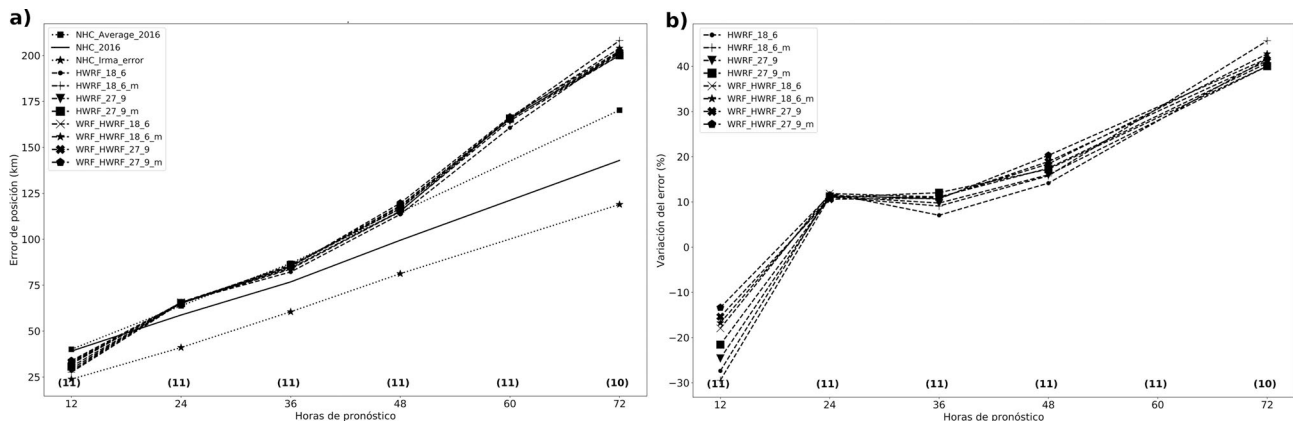 a)
NHC_Average_2016
NHC_2016
NHC_Irma_error
HWRF_18_6
HWRF_18_6_m
HWRF_27_9
HWRF_27_9_m
WRF_HWRF_18_6
WRF_HWRF_18_6_m
WRF_HWRF_27_9
WRF_HWRF_27_9_m
Error de posición (km)
200
175
150
125
100
75
50
25
(11) (11) (11) (11) (11) (10)
12 24 36 48 60 72
Horas de pronóstico
b)
HWRF_18_6
HWRF_18_6_m
HWRF_27_9
HWRF_27_9_m
WRF_HWRF_18_6
WRF_HWRF_18_6_m
WRF_HWRF_27_9
WRF_HWRF_27_9_m
Variación del error (%)
40
30
20
10
0
−10
−20
−30
(11) (11) (11) (11) (11) (10)
12 24 36 48 60 72
Horas de pronóstico